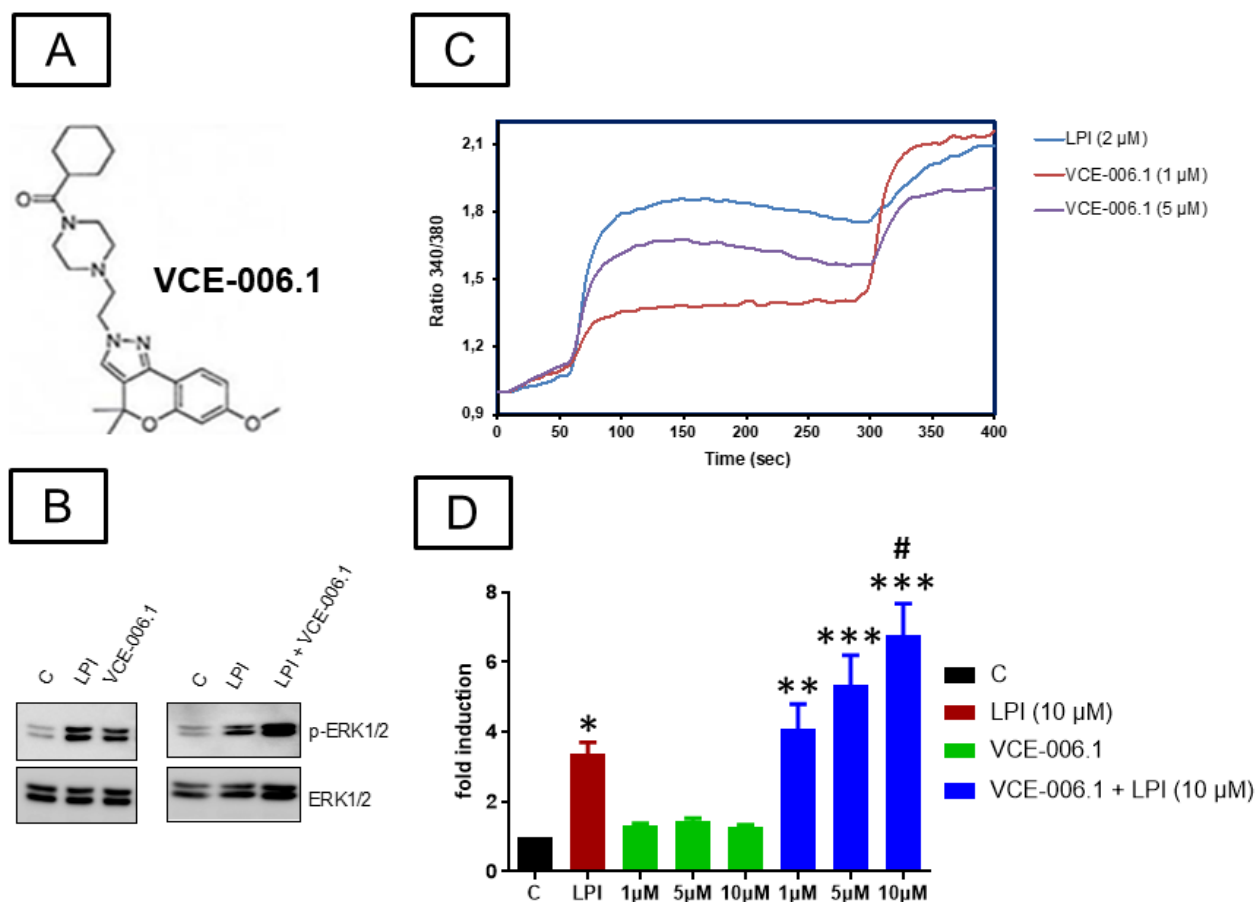 A
O
N
N
N
N
O
O
VCE-006.1
B
C
LPI
VCE-006.1
C
LPI
LPI + VCE-006.1
p-ERK1/2
ERK1/2
C
Ratio 340/380
2,1
1,8
1,5
1,2
0,9
0
50
100
150
200
250
300
350
400
Time (sec)
LPI (2 µM)
VCE-006.1 (1 µM)
VCE-006.1 (5 µM)
D
fold induction
8
6
4
2
0
*
**
***
#
***
C
LPI
1µM
5µM
10µM
1µM
5µM
10µM
C
LPI (10 µM)
VCE-006.1
VCE-006.1 + LPI (10 µM)